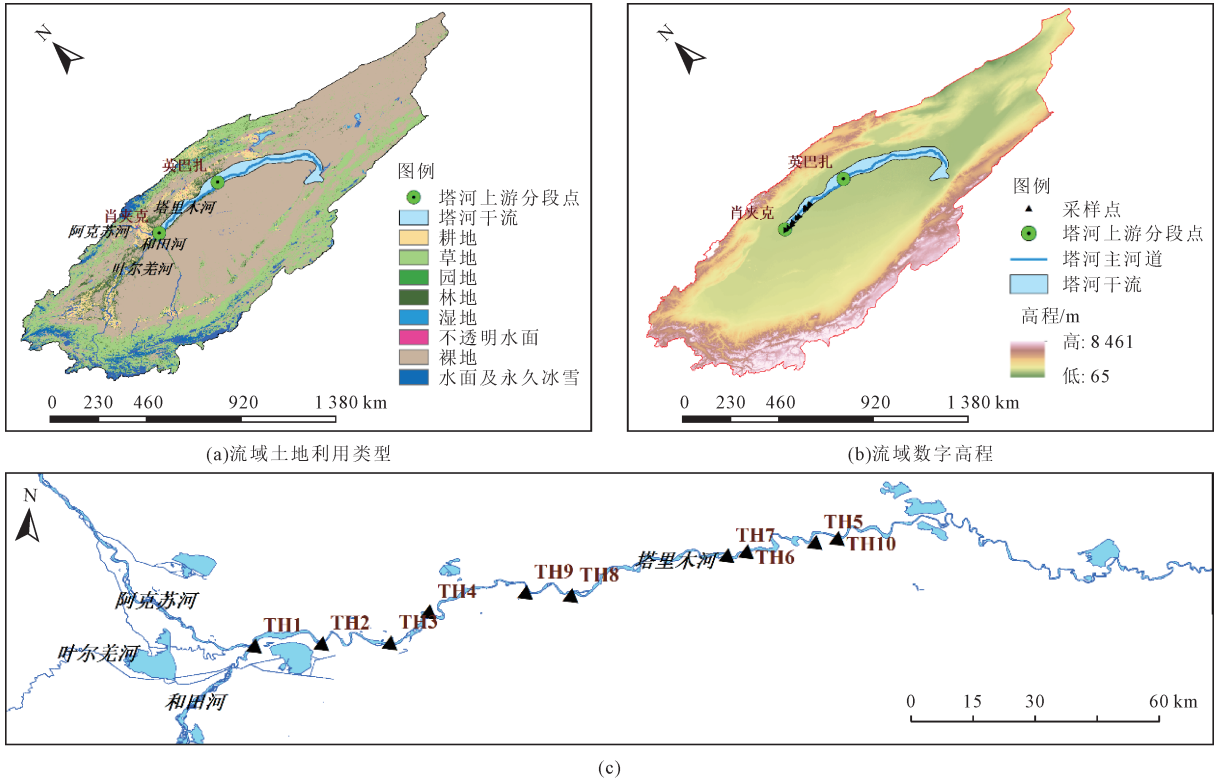 N
英巴扎
塔里木河
肖夹克
阿克苏河
和田河
叶尔羌河
图例
塔河上游分段点
塔河干流
耕地
草地
园地
林地
湿地
不透明水面
裸地
水面及永久冰雪
0 230 460 920 1 380 km
(a)流域土地利用类型
N
英巴扎
肖夹克
图例
采样点
塔河上游分段点
塔河主河道
塔河干流
高程/m
高: 8 461
低: 65
0 230 460 920 1 380 km
(b)流域数字高程
N
阿克苏河
叶尔羌河
和田河
塔里木河
TH1
TH2
TH3
TH4
TH9
TH8
TH7
TH6
TH5
TH10
0 15 30 60 km
(c)